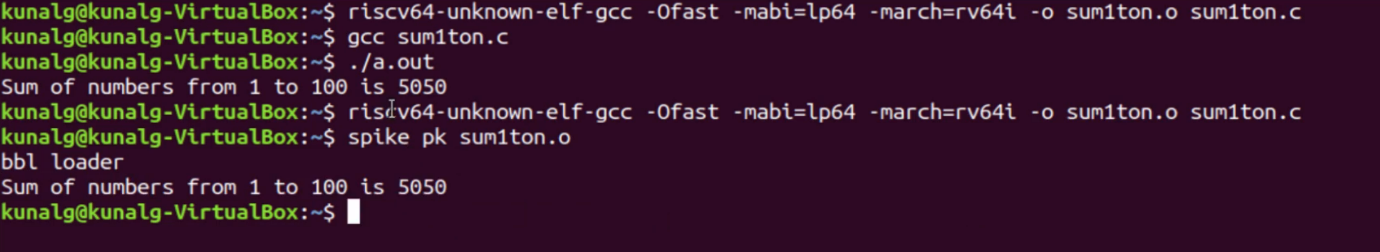 kunalg@kunalg-VirtualBox:~$ riscv64-unknown-elf-gcc -Ofast -mabi=lp64 -march=rv64i -o sum1ton.o sum1ton.c
kunalg@kunalg-VirtualBox:~$ gcc sum1ton.c
kunalg@kunalg-VirtualBox:~$ ./a.out
Sum of numbers from 1 to 100 is 5050
kunalg@kunalg-VirtualBox:~$ riscv64-unknown-elf-gcc -Ofast -mabi=lp64 -march=rv64i -o sum1ton.o sum1ton.c
kunalg@kunalg-VirtualBox:~$ spike pk sum1ton.o
bbl loader
Sum of numbers from 1 to 100 is 5050
kunalg@kunalg-VirtualBox:~$